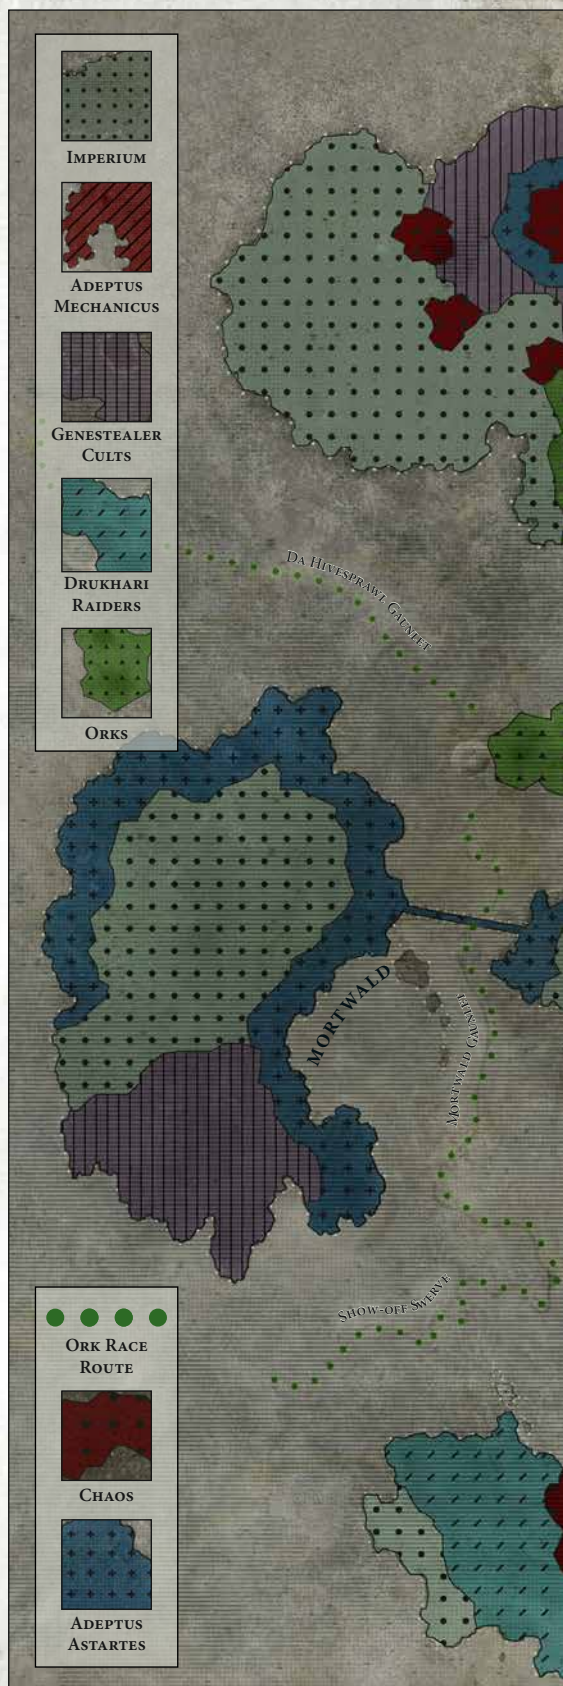 Imperium
Adeptus
Mechanicus
Genestealer
Cults
Drukhari
Raiders
Orks
Da Hivesprawl Gauntlet
MORTWALD
Mortwald Gawntlet
Show-off Swerve
Ork Race
Route
Chaos
Adeptus
Astartes